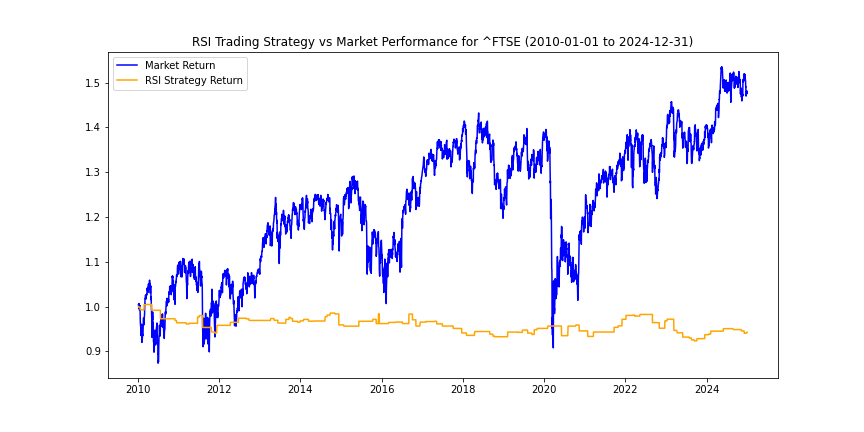 RSI Trading Strategy vs Market Performance for ^FTSE (2010-01-01 to 2024-12-31)
Market Return
RSI Strategy Return
1.5
1.4
1.3
1.2
1.1
1.0
0.9
2010 2012 2014 2016 2018 2020 2022 2024